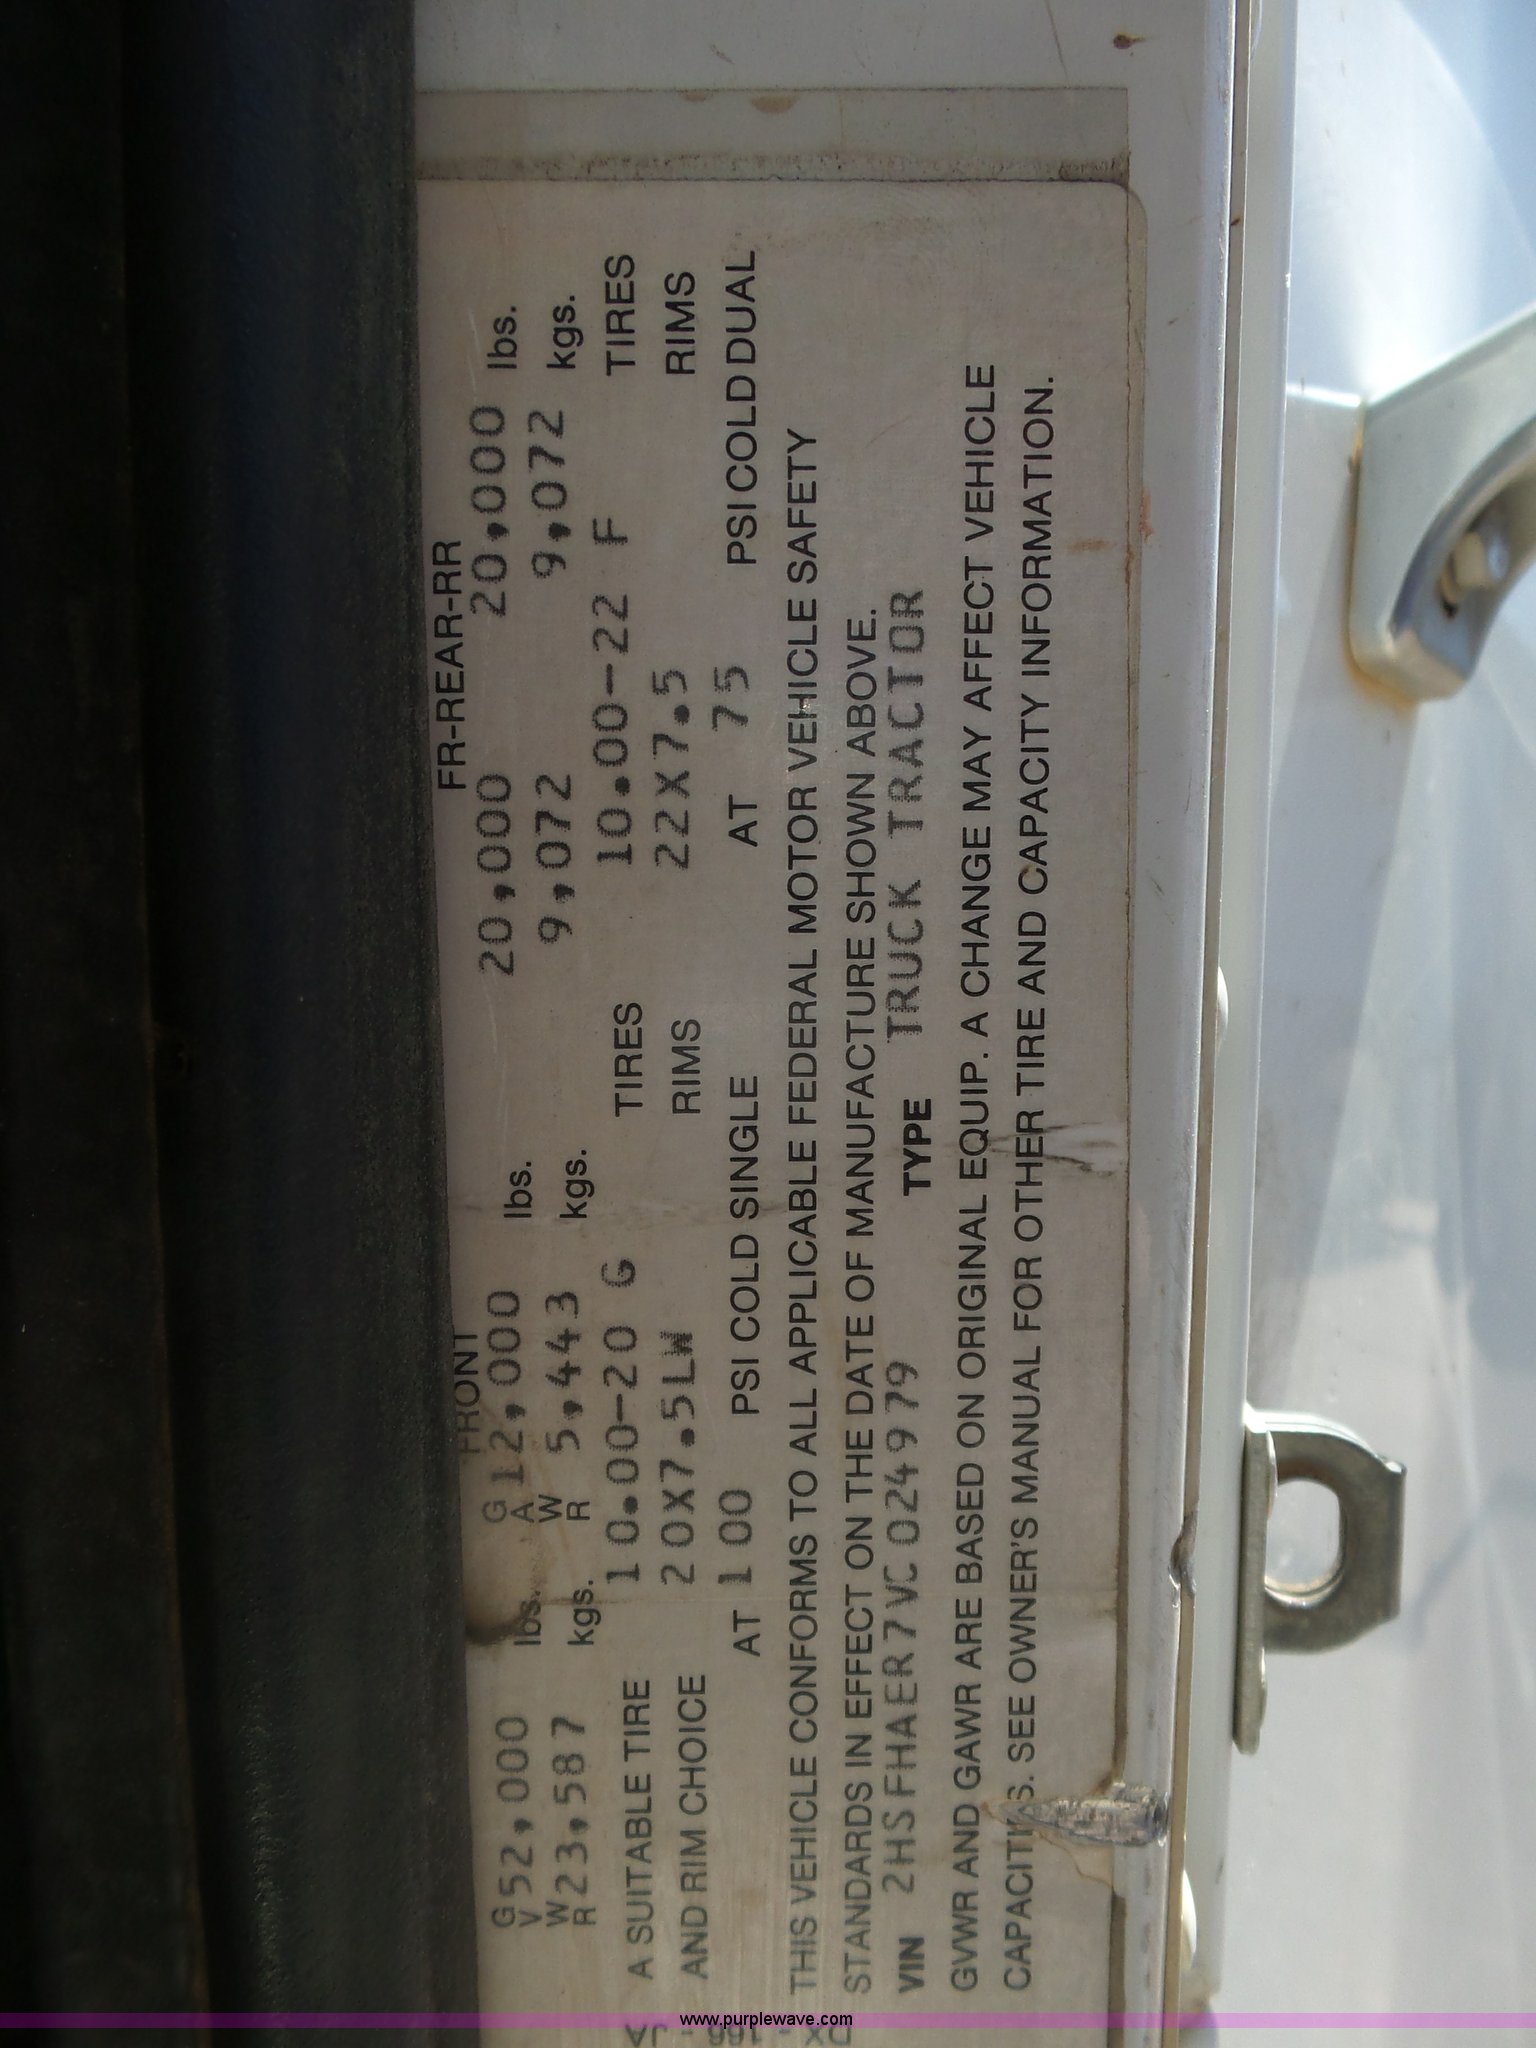 FRONT FR-REAR-RR
GVWR 52,000 lbs. GAWR 12,000 lbs. 20,000 20,000 lbs.
23,587 kgs. 5,443 kgs. 9,072 9,072 kgs.
A SUITABLE TIRE 10.00-20 G TIRES 10.00-22 F TIRES
AND RIM CHOICE 20X7.5LW RIMS 22X7.5 RIMS
AT 100 PSI COLD SINGLE AT 75 PSI COLD DUAL
THIS VEHICLE CONFORMS TO ALL APPLICABLE FEDERAL MOTOR VEHICLE SAFETY
STANDARDS IN EFFECT ON THE DATE OF MANUFACTURE SHOWN ABOVE.
VIN 2HSFHAER7VC024979 TYPE TRUCK TRACTOR
GVWR AND GAWR ARE BASED ON ORIGINAL EQUIP. A CHANGE MAY AFFECT VEHICLE
CAPACITIES. SEE OWNER'S MANUAL FOR OTHER TIRE AND CAPACITY INFORMATION.
www.purplewave.com